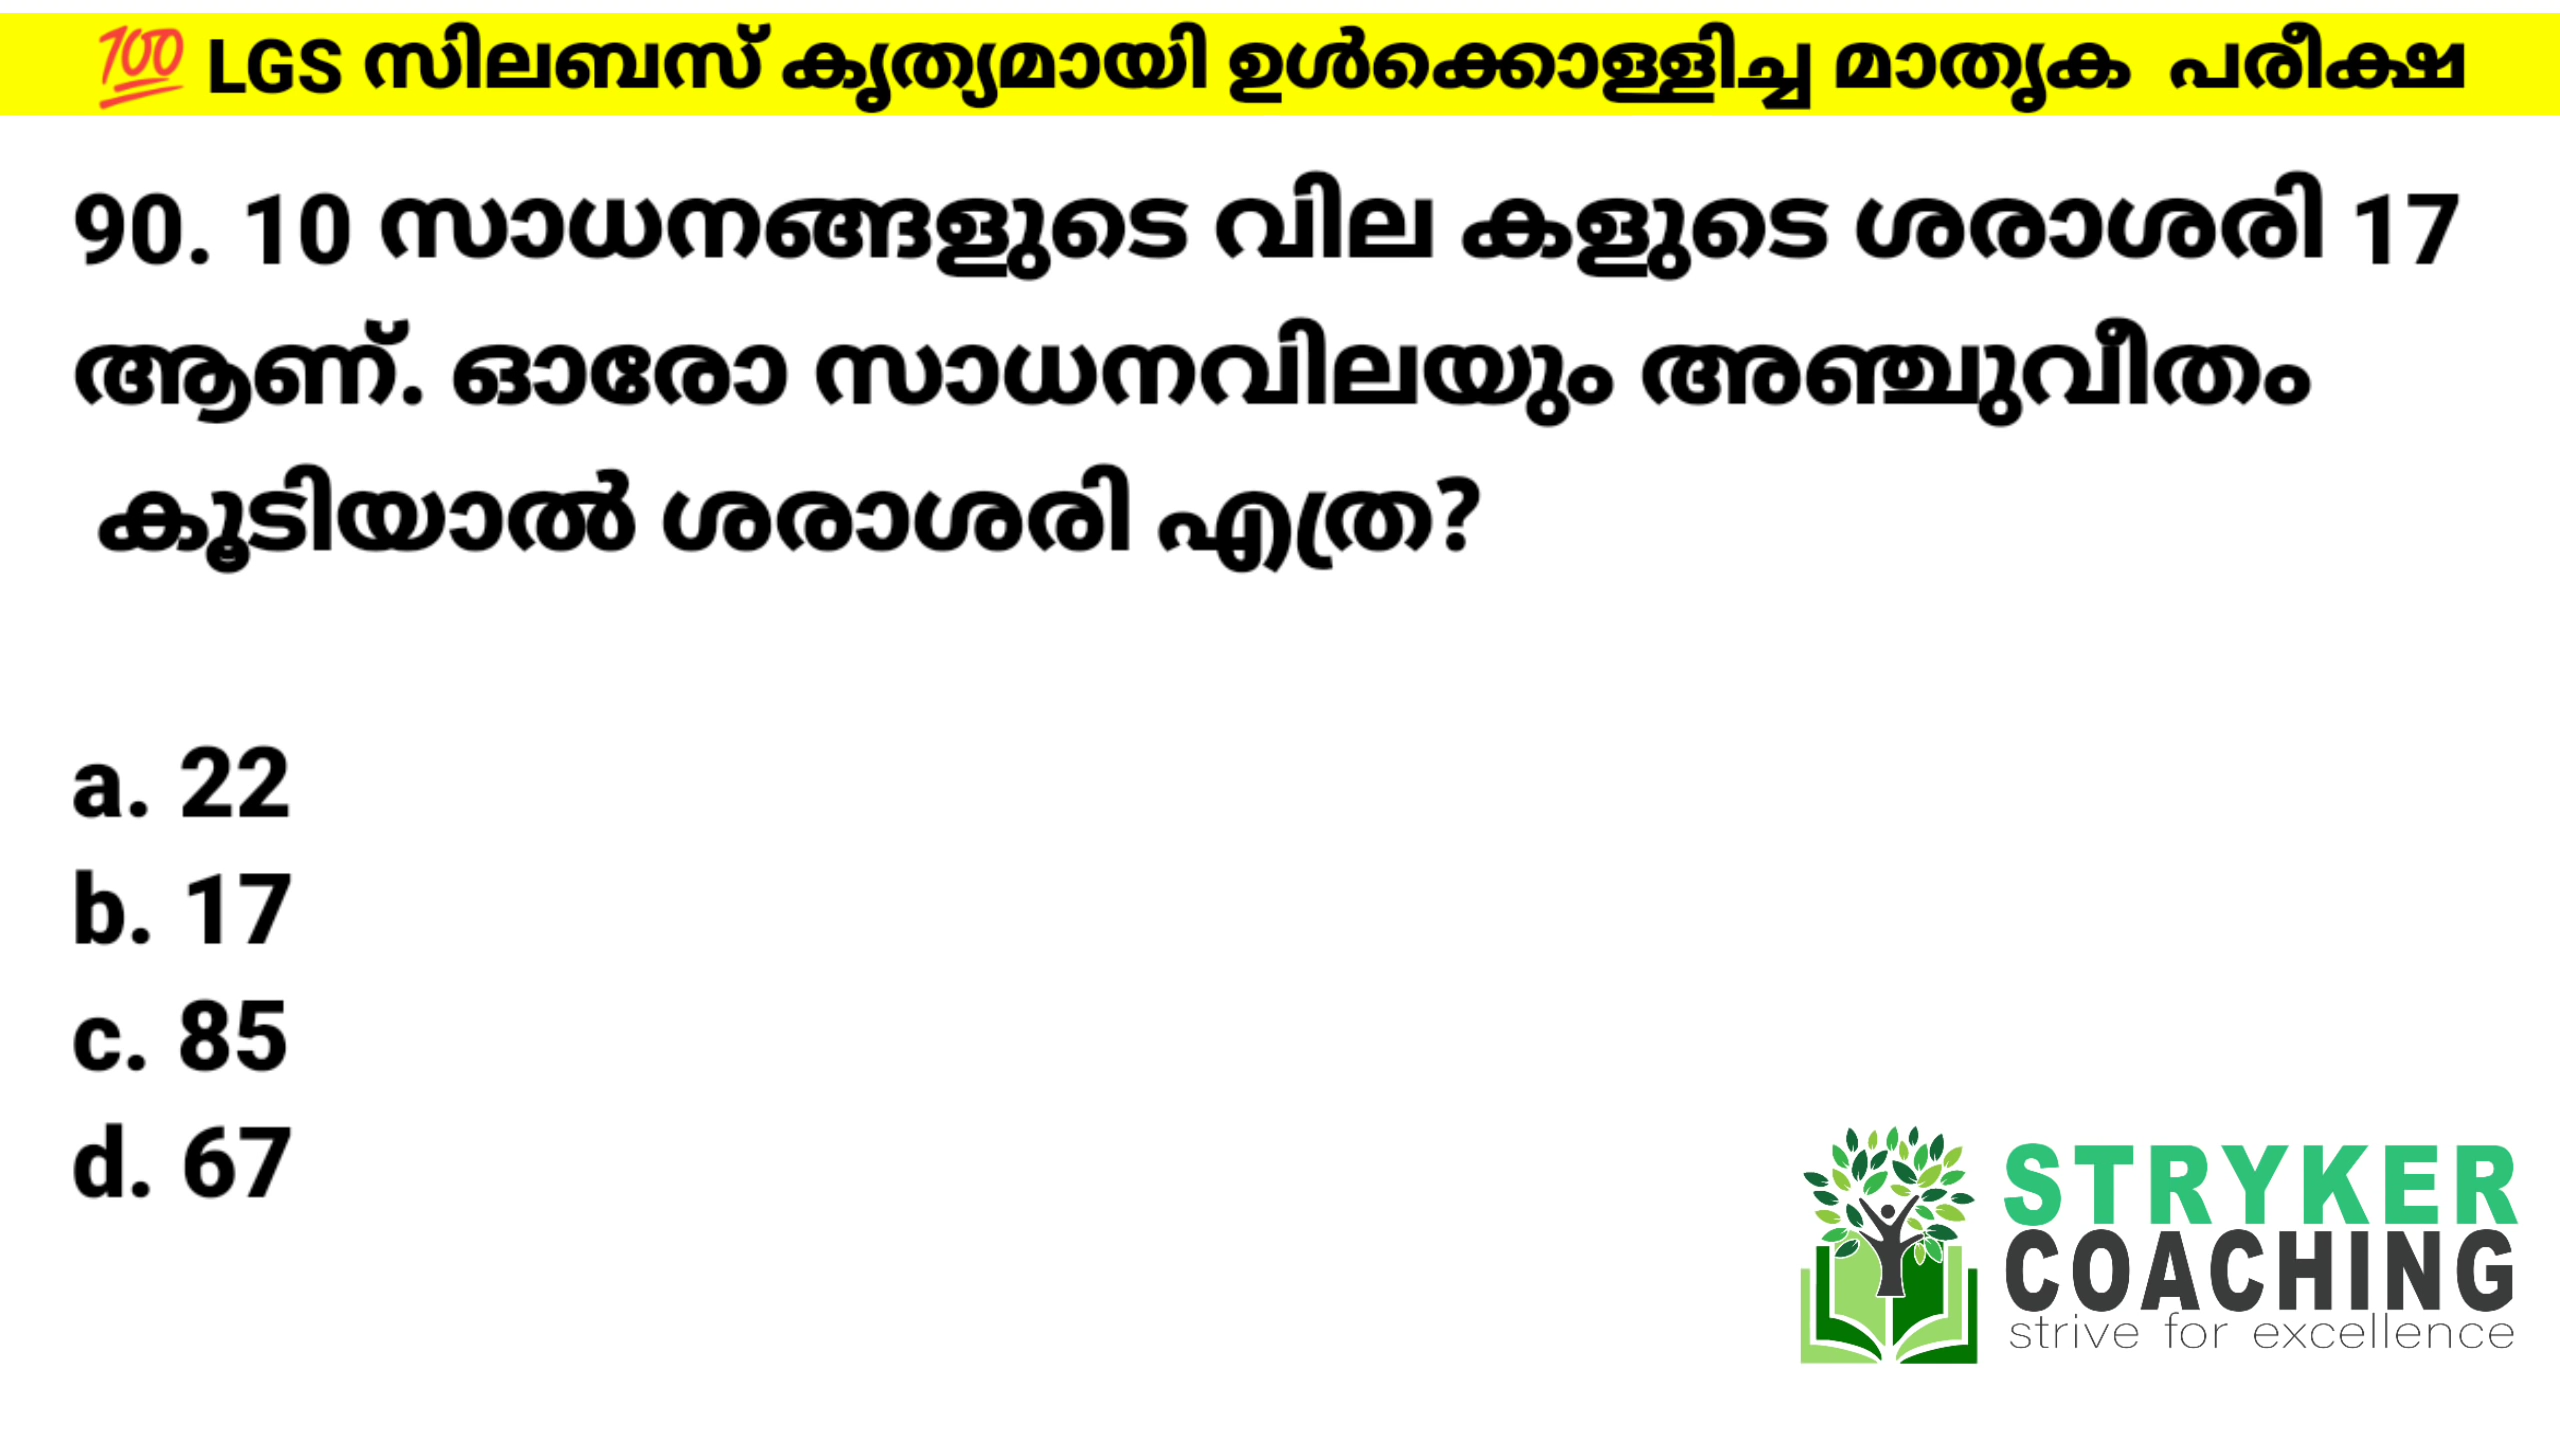 💯 LGS സിലബസ് കൃത്യമായി ഉൾക്കൊള്ളിച്ച മാതൃക പരീക്ഷ
90. 10 സാധനങ്ങളുടെ വില കളുടെ ശരാശരി 17
ആണ്. ഓരോ സാധനവിലയും അഞ്ചുവീതം
കൂടിയാൽ ശരാശരി എത്ര?
a. 22
b. 17
c. 85
d. 67
STRYKER
COACHING
strive for excellence